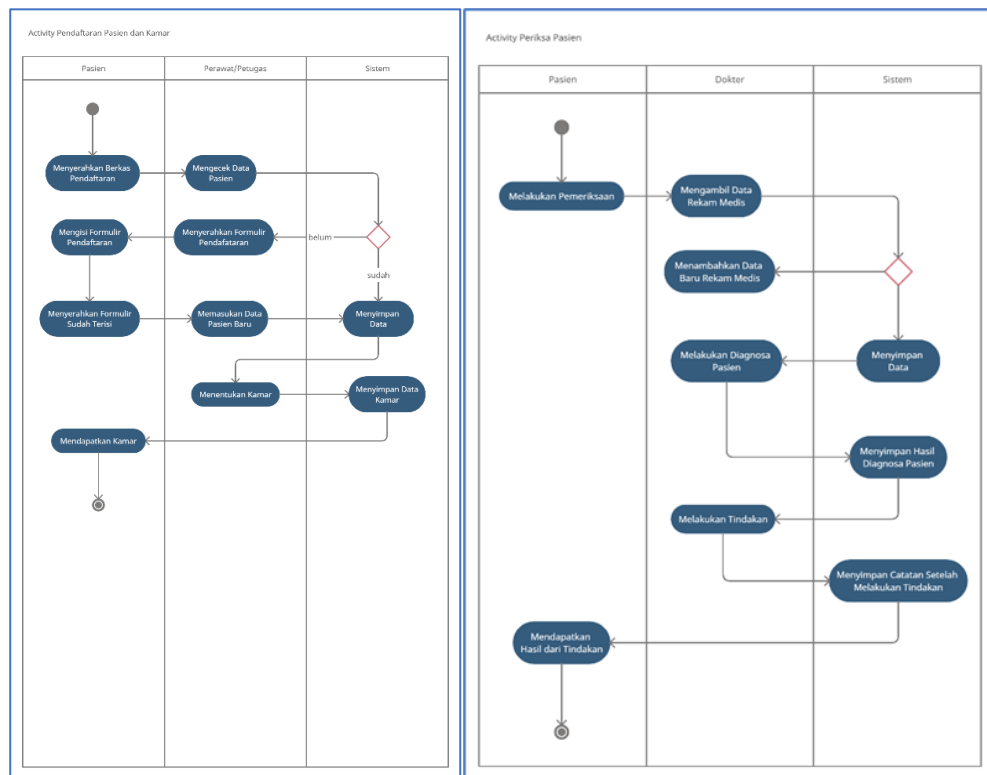 Activity Pendaftaran Pasien dan Kamar
Pasien
Perawat/Petugas
Sistem
Menyerahkan Berkas
Pendaftaran
Mengecek Data
Pasien
Mengisi Formulir
Pendaftaran
Menyerahkan Formulir
Pendafataran
belum
sudah
Menyerahkan Formulir
Sudah Terisi
Memasukan Data
Pasien Baru
Menyimpan
Data
Menentukan Kamar
Menyimpan Data
Kamar
Mendapatkan Kamar
Activity Periksa Pasien
Pasien
Dokter
Sistem
Melakukan Pemeriksaan
Mengambil Data
Rekam Medis
Menambahkan Data
Baru Rekam Medis
Melakukan Diagnosa
Pasien
Menyimpan
Data
Menyimpan Hasil
Diagnosa Pasien
Melakukan Tindakan
Menyimpan Catatan Setelah
Melakukan Tindakan
Mendapatkan
Hasil dari Tindakan